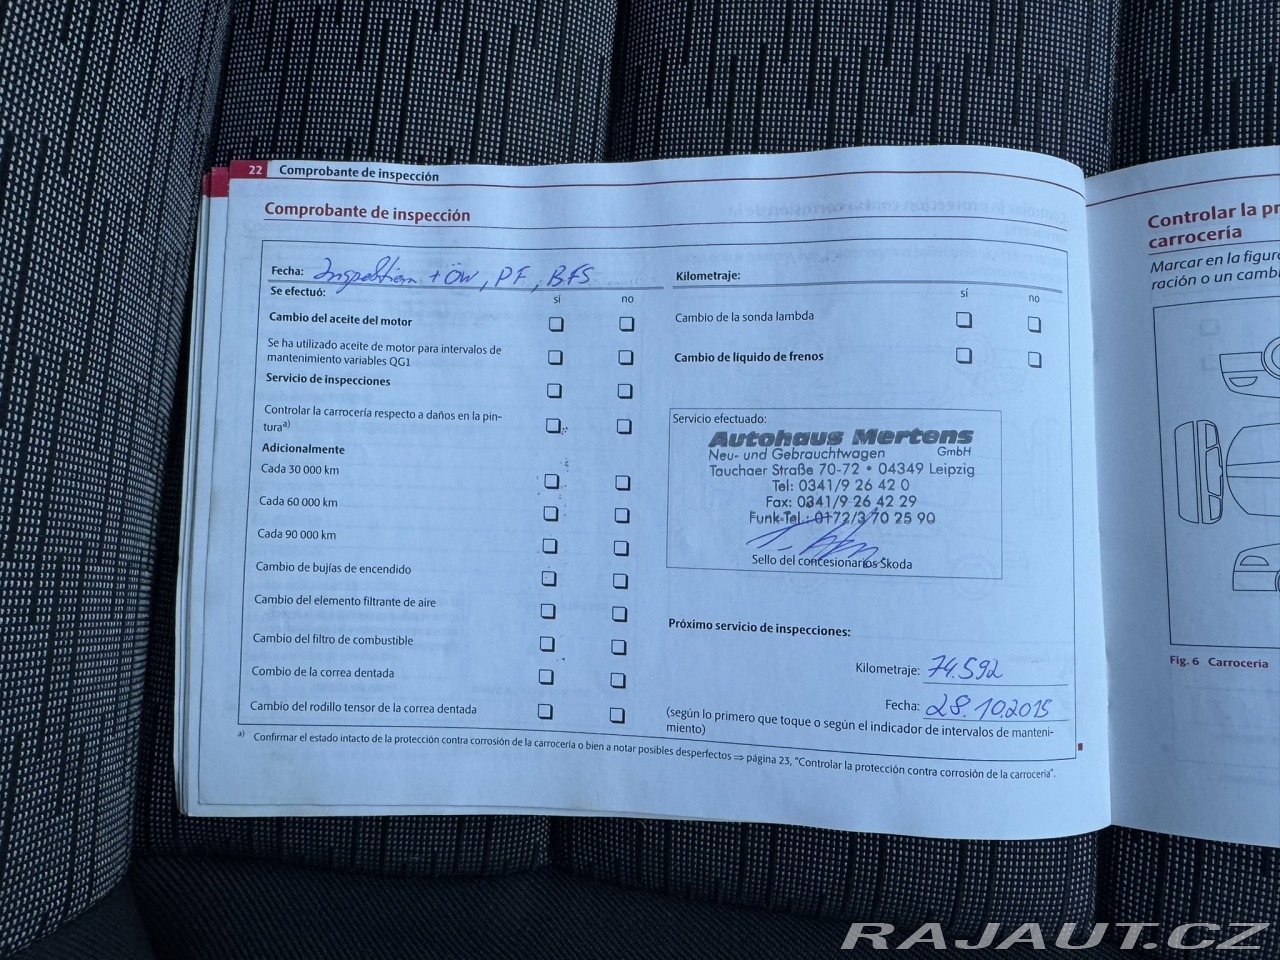 22 Comprobante de inspección
Comprobante de inspección
Fecha: Inspektion + ÖW, PF, BFS
Se efectuó:
sí no
Cambio del aceite del motor
Se ha utilizado aceite de motor para intervalos de
mantenimiento variables QG1
Servicio de inspecciones
Controlar la carrocería respecto a daños en la pin-
tura a)
Adicionalmente
Cada 30 000 km
Cada 60 000 km
Cada 90 000 km
Cambio de bujías de encendido
Cambio del elemento filtrante de aire
Cambio del filtro de combustible
Combio de la correa dentada
Cambio del rodillo tensor de la correa dentada
Kilometraje:
sí no
Cambio de la sonda lambda
Cambio de líquido de frenos
Servicio efectuado:
Autohaus Mertens
Neu- und Gebrauchtwagen GmbH
Tauchaer Straße 70-72 • 04349 Leipzig
Tel: 0341/9 26 42 0
Fax: 0341/9 26 42 29
Funk-Tel.: 0172/3 70 25 90
Sello del concesionarios Škoda
Próximo servicio de inspecciones:
Kilometraje: 74.592
Fecha: 28.10.2015
(según lo primero que toque o según el indicador de intervalos de manteni-
miento)
a) Confirmar el estado intacto de la protección contra corrosión de la carrocería o bien a notar posibles desperfectos ⇒ página 23, "Controlar la protección contra corrosión de la carrocería".
Controlar la pr
carrocería
Marcar en la figura
ración o un cambi
Fig. 6 Carrocería
RAJAUT.CZ